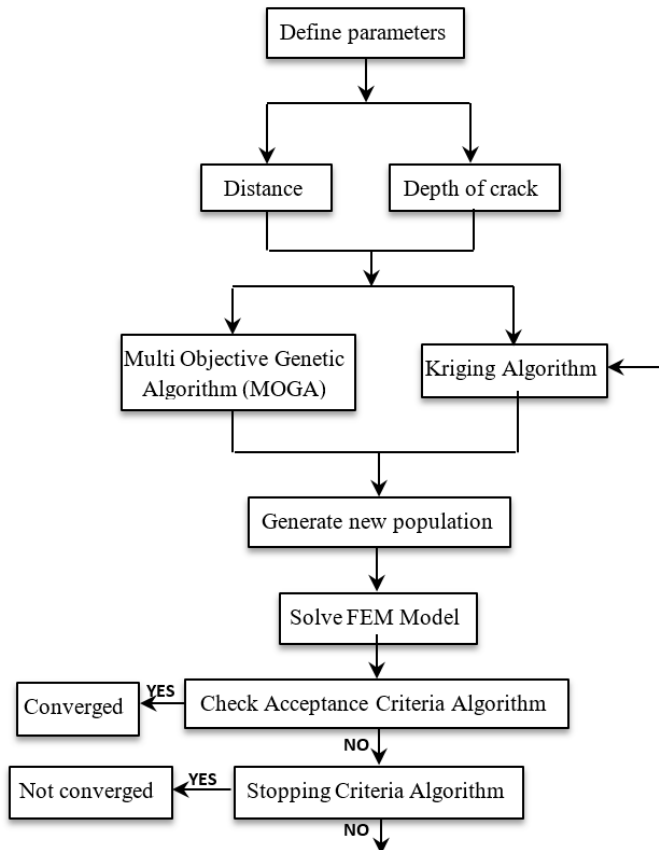 Define parameters
Distance
Depth of crack
Multi Objective Genetic
Algorithm (MOGA)
Kriging Algorithm
Generate new population
Solve FEM Model
Check Acceptance Criteria Algorithm
YES
Converged
NO
Stopping Criteria Algorithm
YES
Not converged
NO